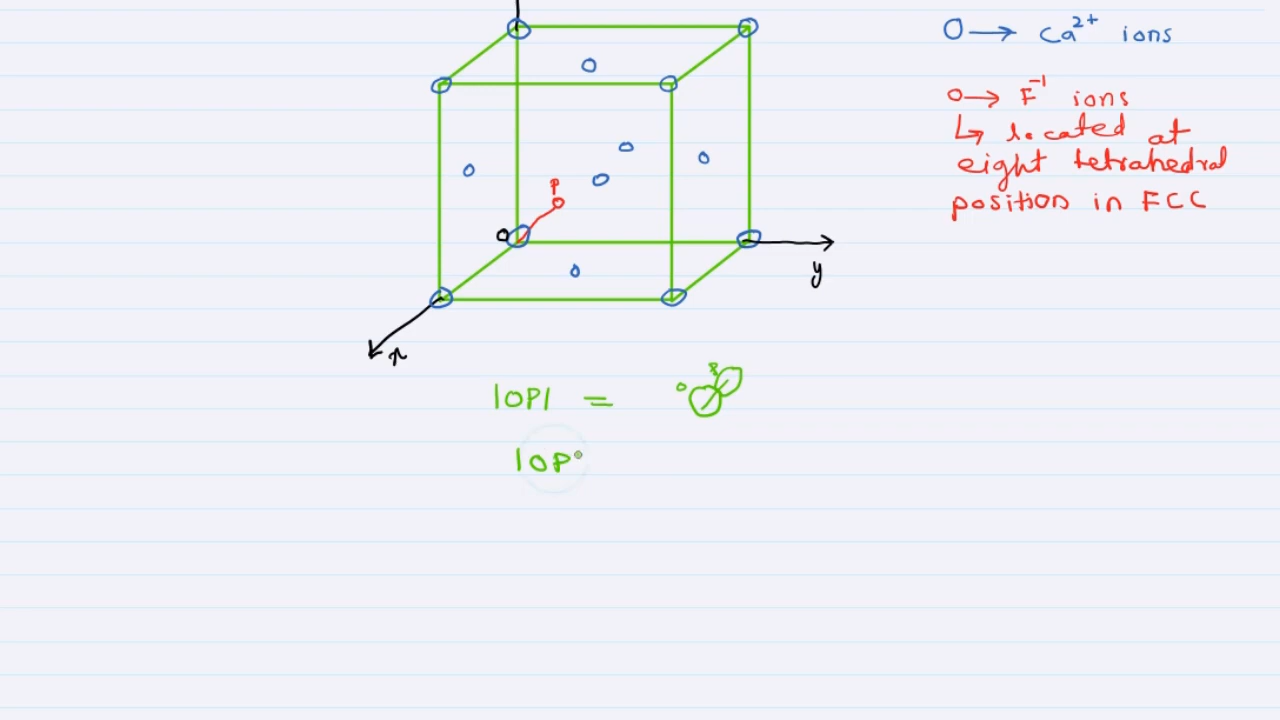 O → Ca²⁺ ions
o → F⁻¹ ions
↳ located at
eight tetrahedral
position in FCC
P
O
y
x
|OP| = O P
|OP